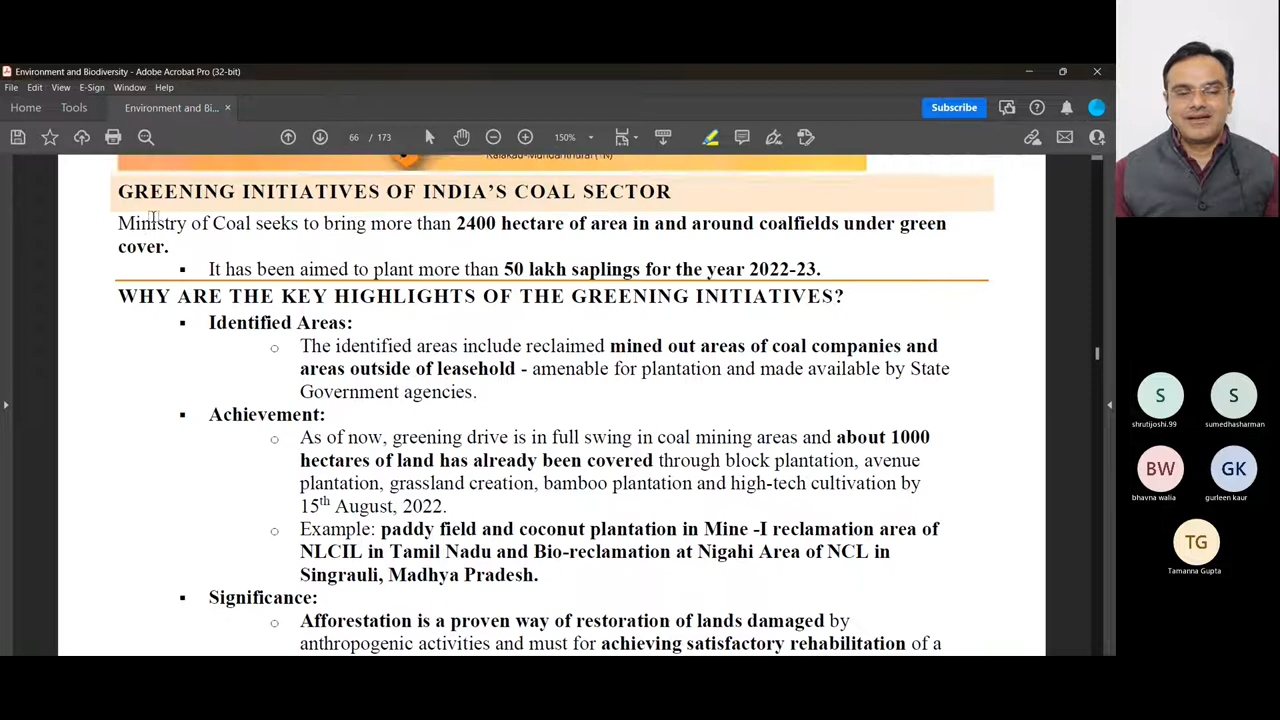 Environment and Biodiversity - Adobe Acrobat Pro (32-bit)
File Edit View E-Sign Window Help
Home Tools Environment and Bi... × Subscribe
66 / 173 150%
Kalakad-Mundanthurai (TN)
GREENING INITIATIVES OF INDIA’S COAL SECTOR
Ministry of Coal seeks to bring more than 2400 hectare of area in and around coalfields under green
cover.
▪ It has been aimed to plant more than 50 lakh saplings for the year 2022-23.
WHY ARE THE KEY HIGHLIGHTS OF THE GREENING INITIATIVES?
▪ Identified Areas:
○ The identified areas include reclaimed mined out areas of coal companies and
areas outside of leasehold - amenable for plantation and made available by State
Government agencies.
▪ Achievement:
○ As of now, greening drive is in full swing in coal mining areas and about 1000
hectares of land has already been covered through block plantation, avenue
plantation, grassland creation, bamboo plantation and high-tech cultivation by
15th August, 2022.
○ Example: paddy field and coconut plantation in Mine -I reclamation area of
NLCIL in Tamil Nadu and Bio-reclamation at Nigahi Area of NCL in
Singrauli, Madhya Pradesh.
▪ Significance:
○ Afforestation is a proven way of restoration of lands damaged by
anthropogenic activities and must for achieving satisfactory rehabilitation of a
S S
shrutijoshi.99 sumedhasharman
BW GK
bhavna walia gurleen kaur
TG
Tamanna Gupta